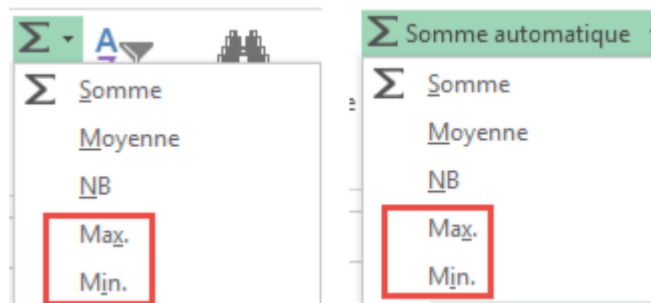 Σ
A
Z
Σ Somme
Moyenne
NB
Max.
Min.
Σ Somme automatique
Σ Somme
Moyenne
NB
Max.
Min.